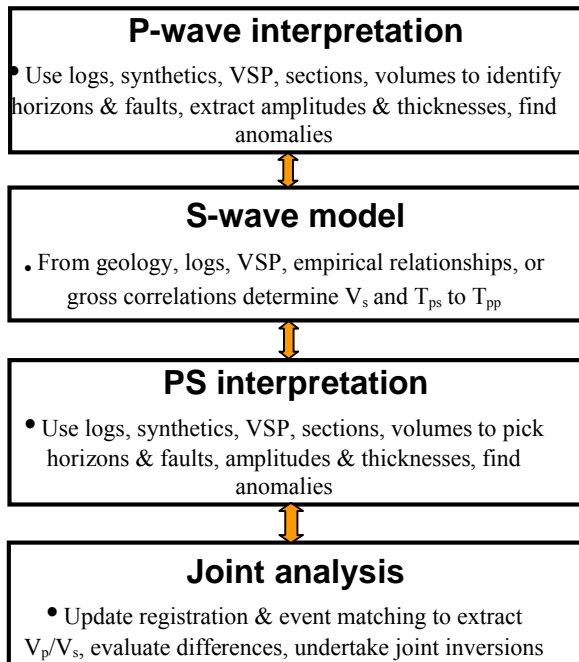 P-wave interpretation
• Use logs, synthetics, VSP, sections, volumes to identify
horizons & faults, extract amplitudes & thicknesses, find
anomalies
S-wave model
. From geology, logs, VSP, empirical relationships, or
gross correlations determine Vs and Tps to Tpp
PS interpretation
• Use logs, synthetics, VSP, sections, volumes to pick
horizons & faults, amplitudes & thicknesses, find
anomalies
Joint analysis
• Update registration & event matching to extract
Vp/Vs, evaluate differences, undertake joint inversions